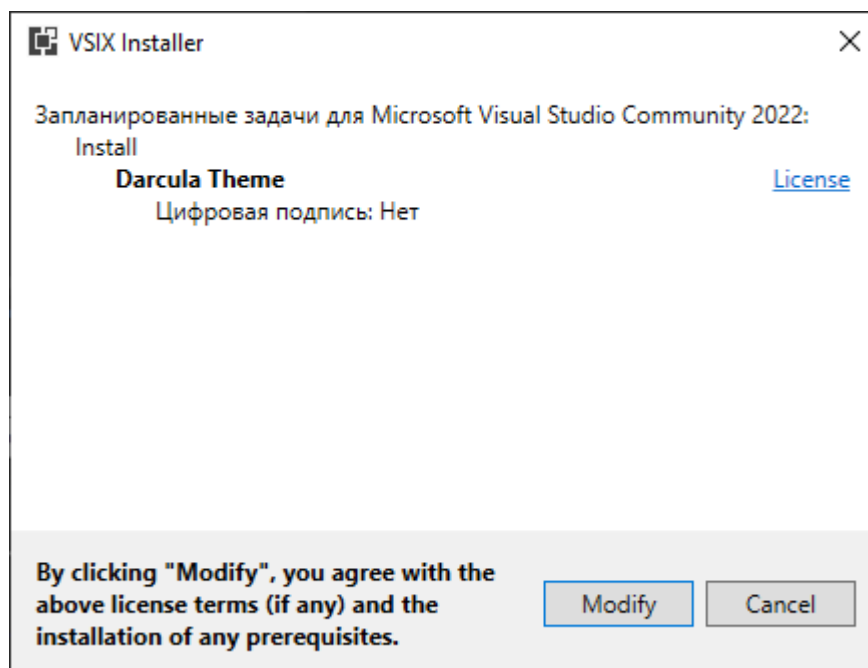 VSIX Installer
Запланированные задачи для Microsoft Visual Studio Community 2022:
Install
Darcula Theme License
Цифровая подпись: Нет
By clicking "Modify", you agree with the
above license terms (if any) and the
installation of any prerequisites.
Modify Cancel